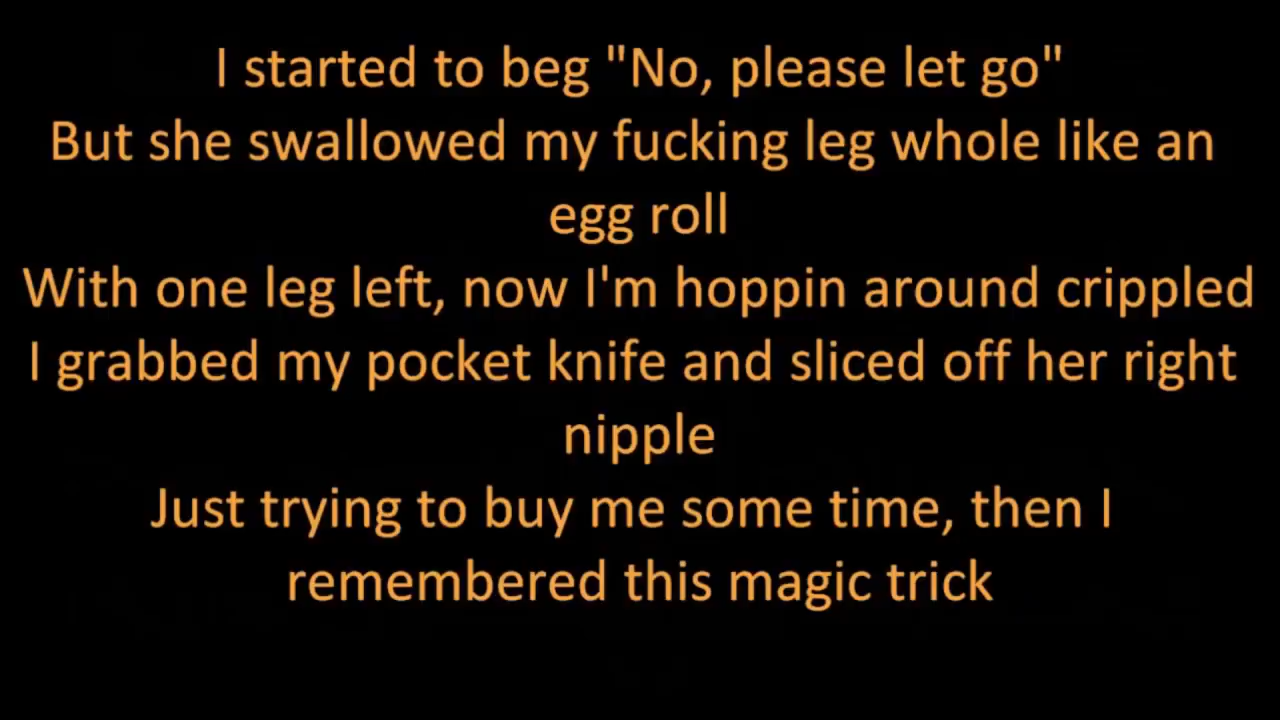 I started to beg "No, please let go"
But she swallowed my fucking leg whole like an
egg roll
With one leg left, now I'm hoppin around crippled
I grabbed my pocket knife and sliced off her right
nipple
Just trying to buy me some time, then I
remembered this magic trick